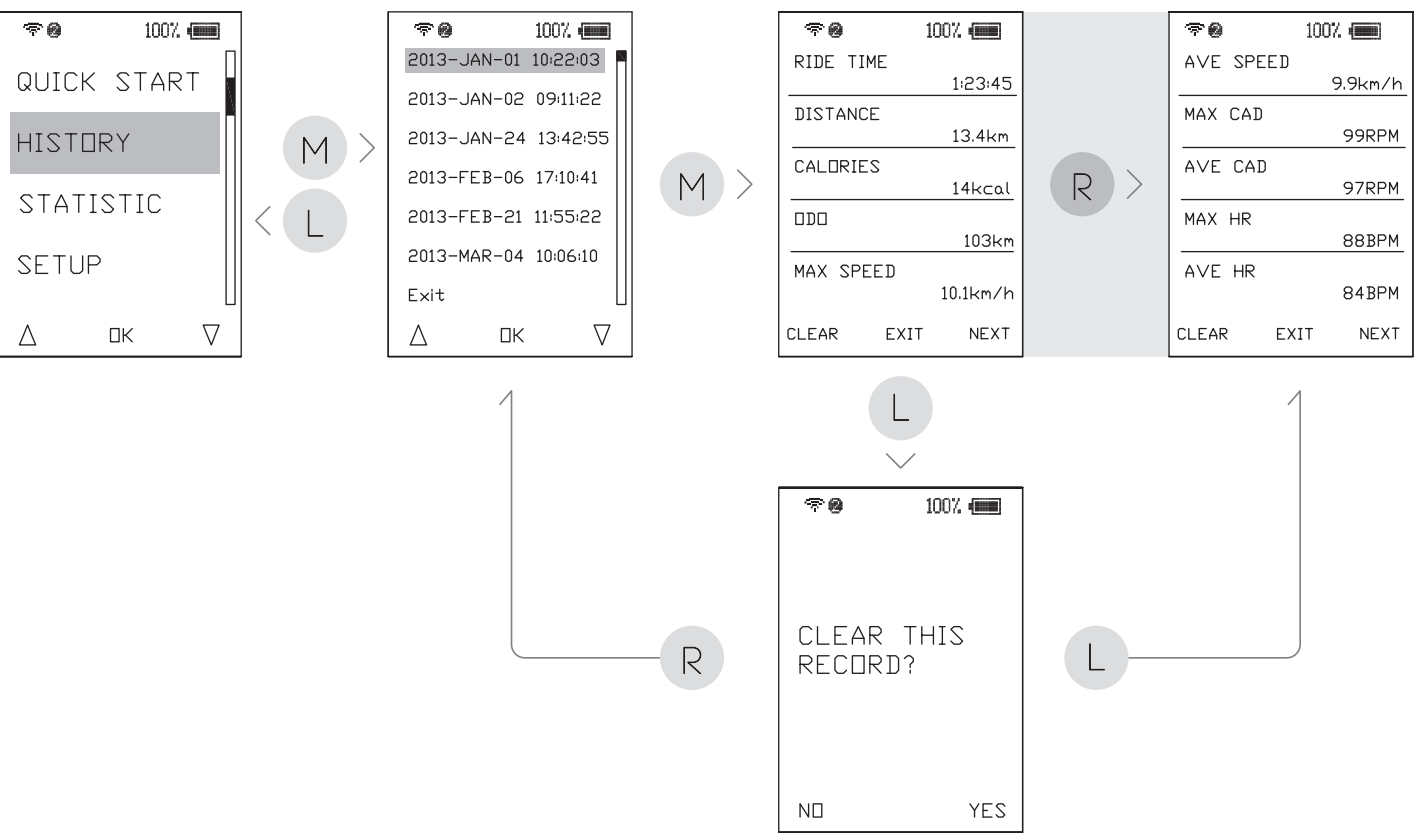 100%
QUICK START
HISTORY
STATISTIC
SETUP
OK
M
L
100%
2013-JAN-01 10:22:03
2013-JAN-02 09:11:22
2013-JAN-24 13:42:55
2013-FEB-06 17:10:41
2013-FEB-21 11:55:22
2013-MAR-04 10:06:10
Exit
OK
M
100%
RIDE TIME
1:23:45
DISTANCE
13.4km
CALORIES
14kcal
ODO
103km
MAX SPEED
10.1km/h
CLEAR EXIT NEXT
R
100%
AVE SPEED
9.9km/h
MAX CAD
99RPM
AVE CAD
97RPM
MAX HR
88BPM
AVE HR
84BPM
CLEAR EXIT NEXT
L
100%
CLEAR THIS
RECORD?
NO YES
R
L